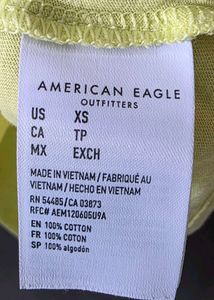 AMERICAN EAGLE
OUTFITTERS
US XS
CA TP
MX EXCH
MADE IN VIETNAM / FABRIQUÉ AU
VIETNAM / HECHO EN VIETNAM
RN 54485/CA 03873
RFC# AEM120605U9A
EN 100% COTTON
FR 100% COTON
SP 100% algodón